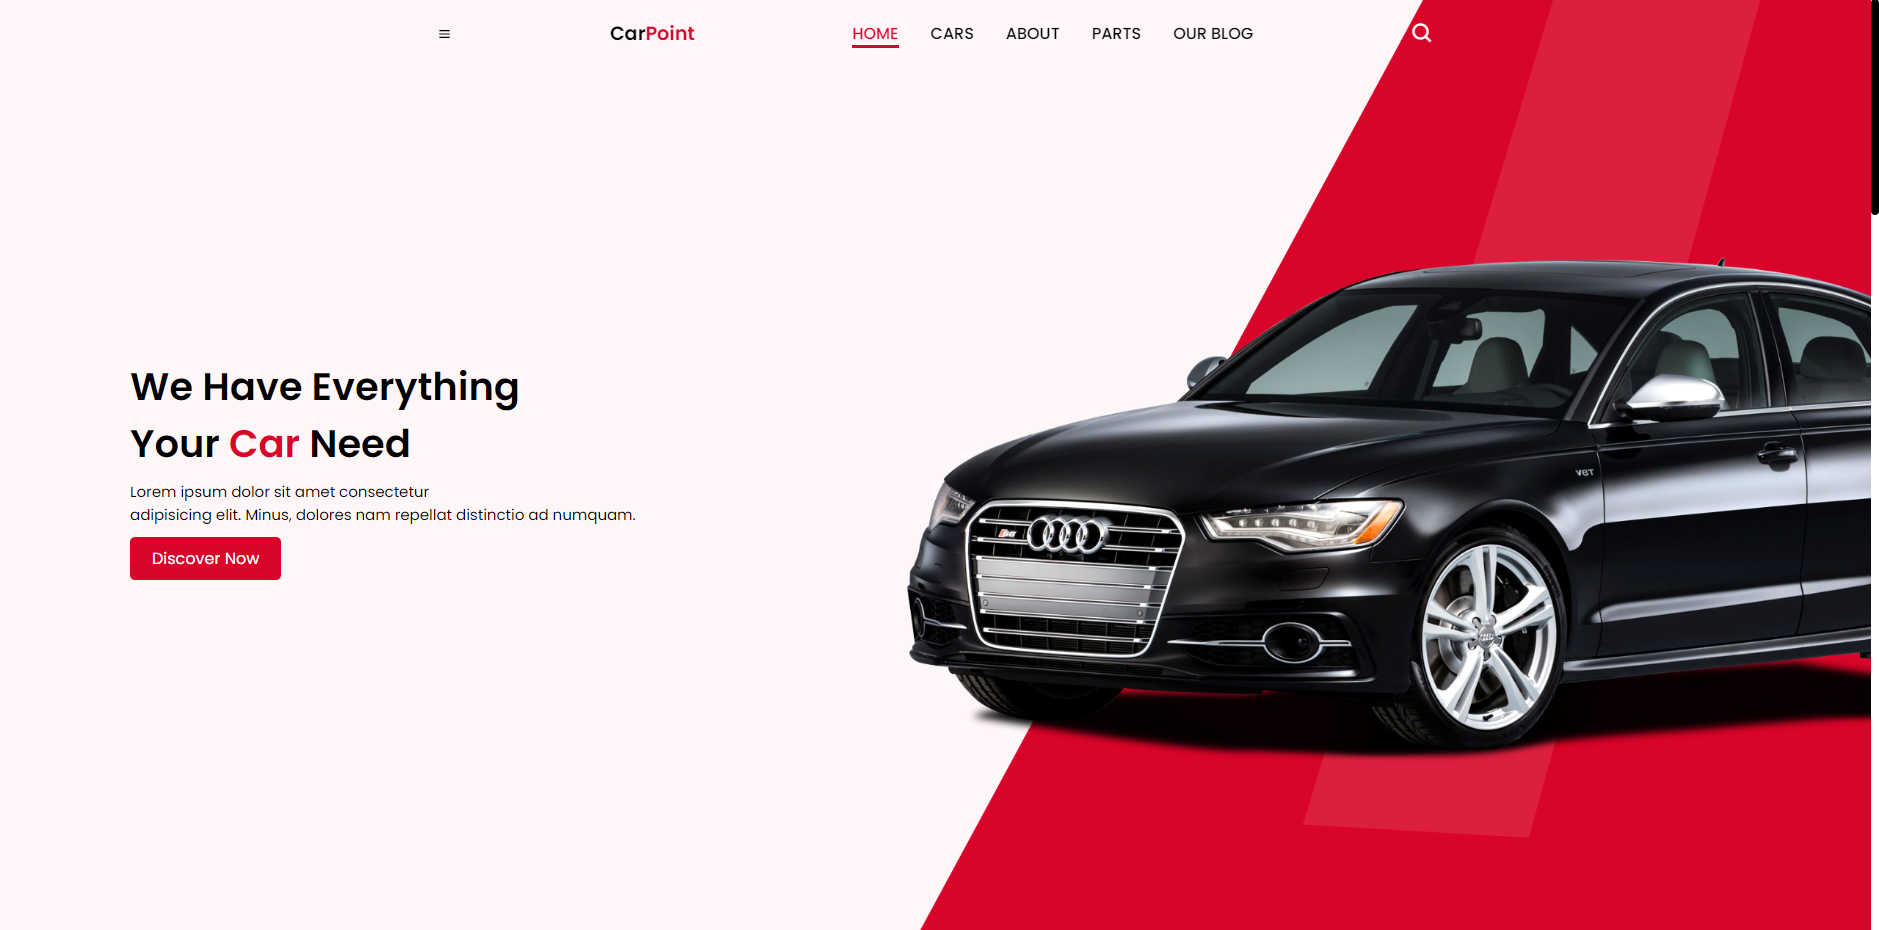 CarPoint
HOME CARS ABOUT PARTS OUR BLOG
We Have Everything
Your Car Need
Lorem ipsum dolor sit amet consectetur
adipisicing elit. Minus, dolores nam repellat distinctio ad numquam.
Discover Now
V8T